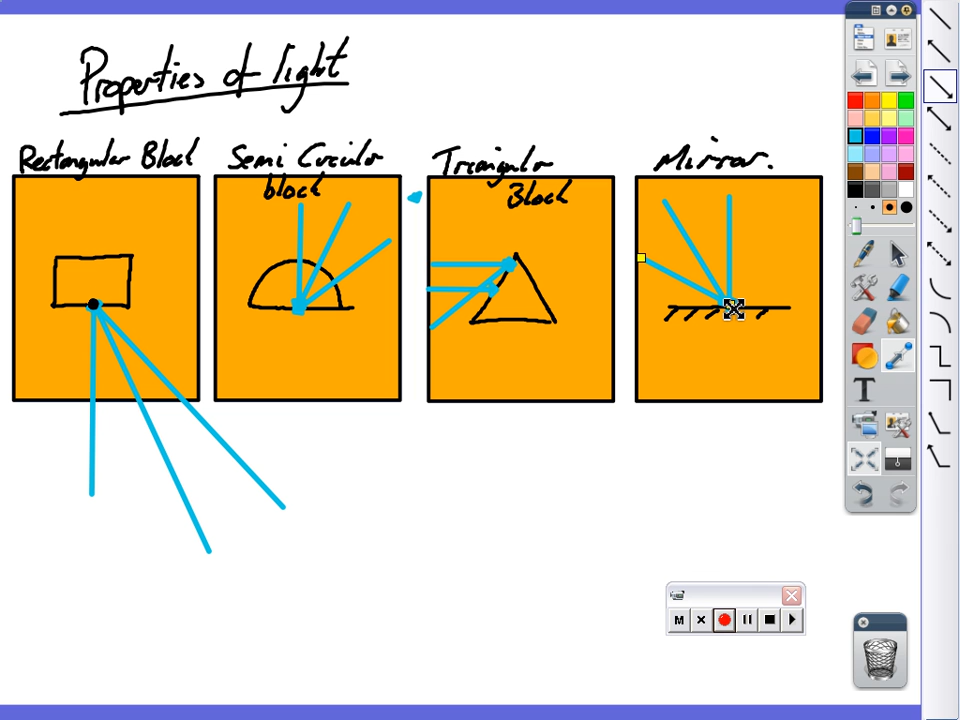 Properties of light
Rectangular Block
Semi Circular
block
Triangular
Block
Mirror.
T
M